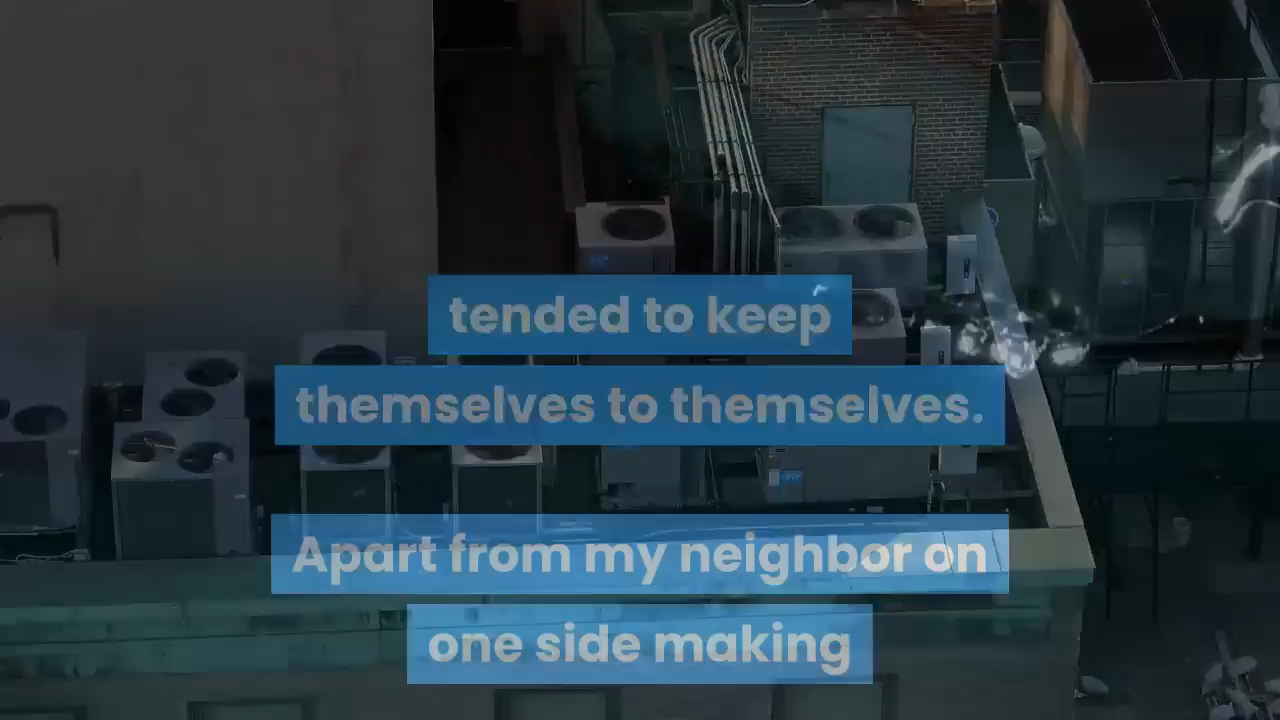 tended to keep
themselves to themselves.
Apart from my neighbor on
one side making